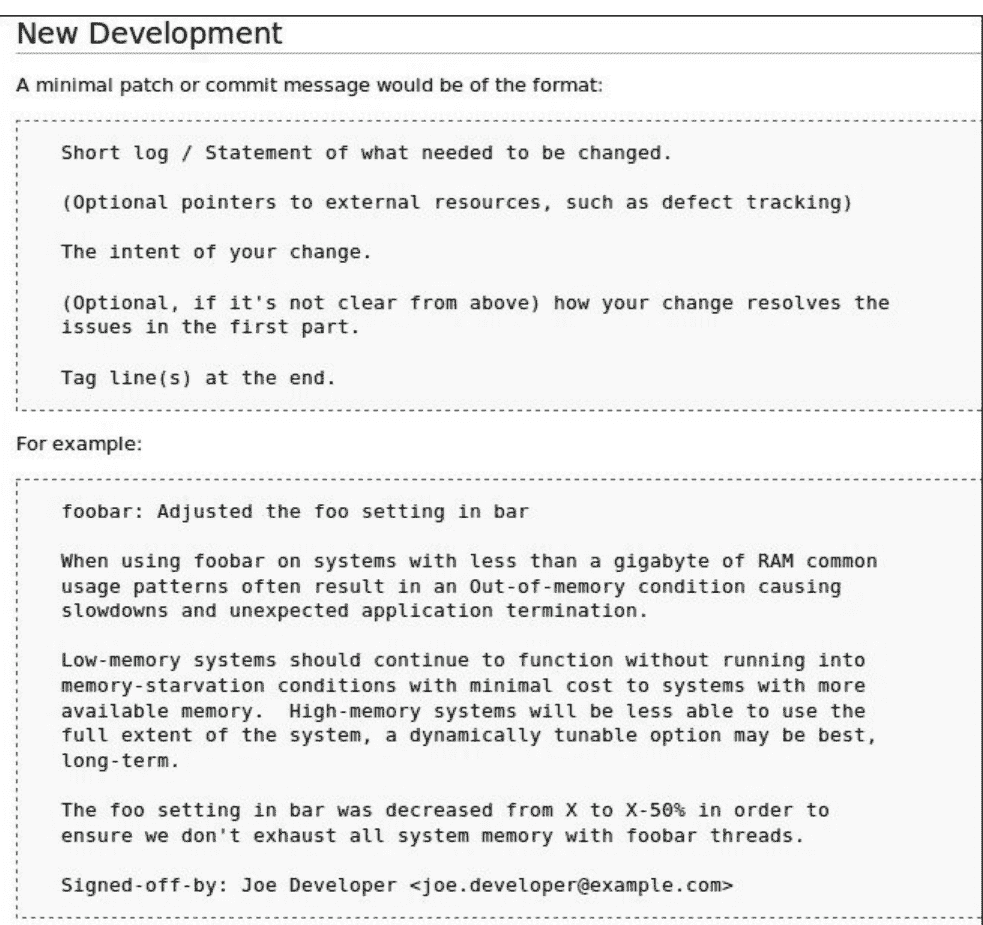 New Development
A minimal patch or commit message would be of the format:
Short log / Statement of what needed to be changed.
(Optional pointers to external resources, such as defect tracking)
The intent of your change.
(Optional, if it's not clear from above) how your change resolves the
issues in the first part.
Tag line(s) at the end.
For example:
foobar: Adjusted the foo setting in bar
When using foobar on systems with less than a gigabyte of RAM common
usage patterns often result in an Out-of-memory condition causing
slowdowns and unexpected application termination.
Low-memory systems should continue to function without running into
memory-starvation conditions with minimal cost to systems with more
available memory.  High-memory systems will be less able to use the
full extent of the system, a dynamically tunable option may be best,
long-term.
The foo setting in bar was decreased from X to X-50% in order to
ensure we don't exhaust all system memory with foobar threads.
Signed-off-by: Joe Developer <joe.developer@example.com>